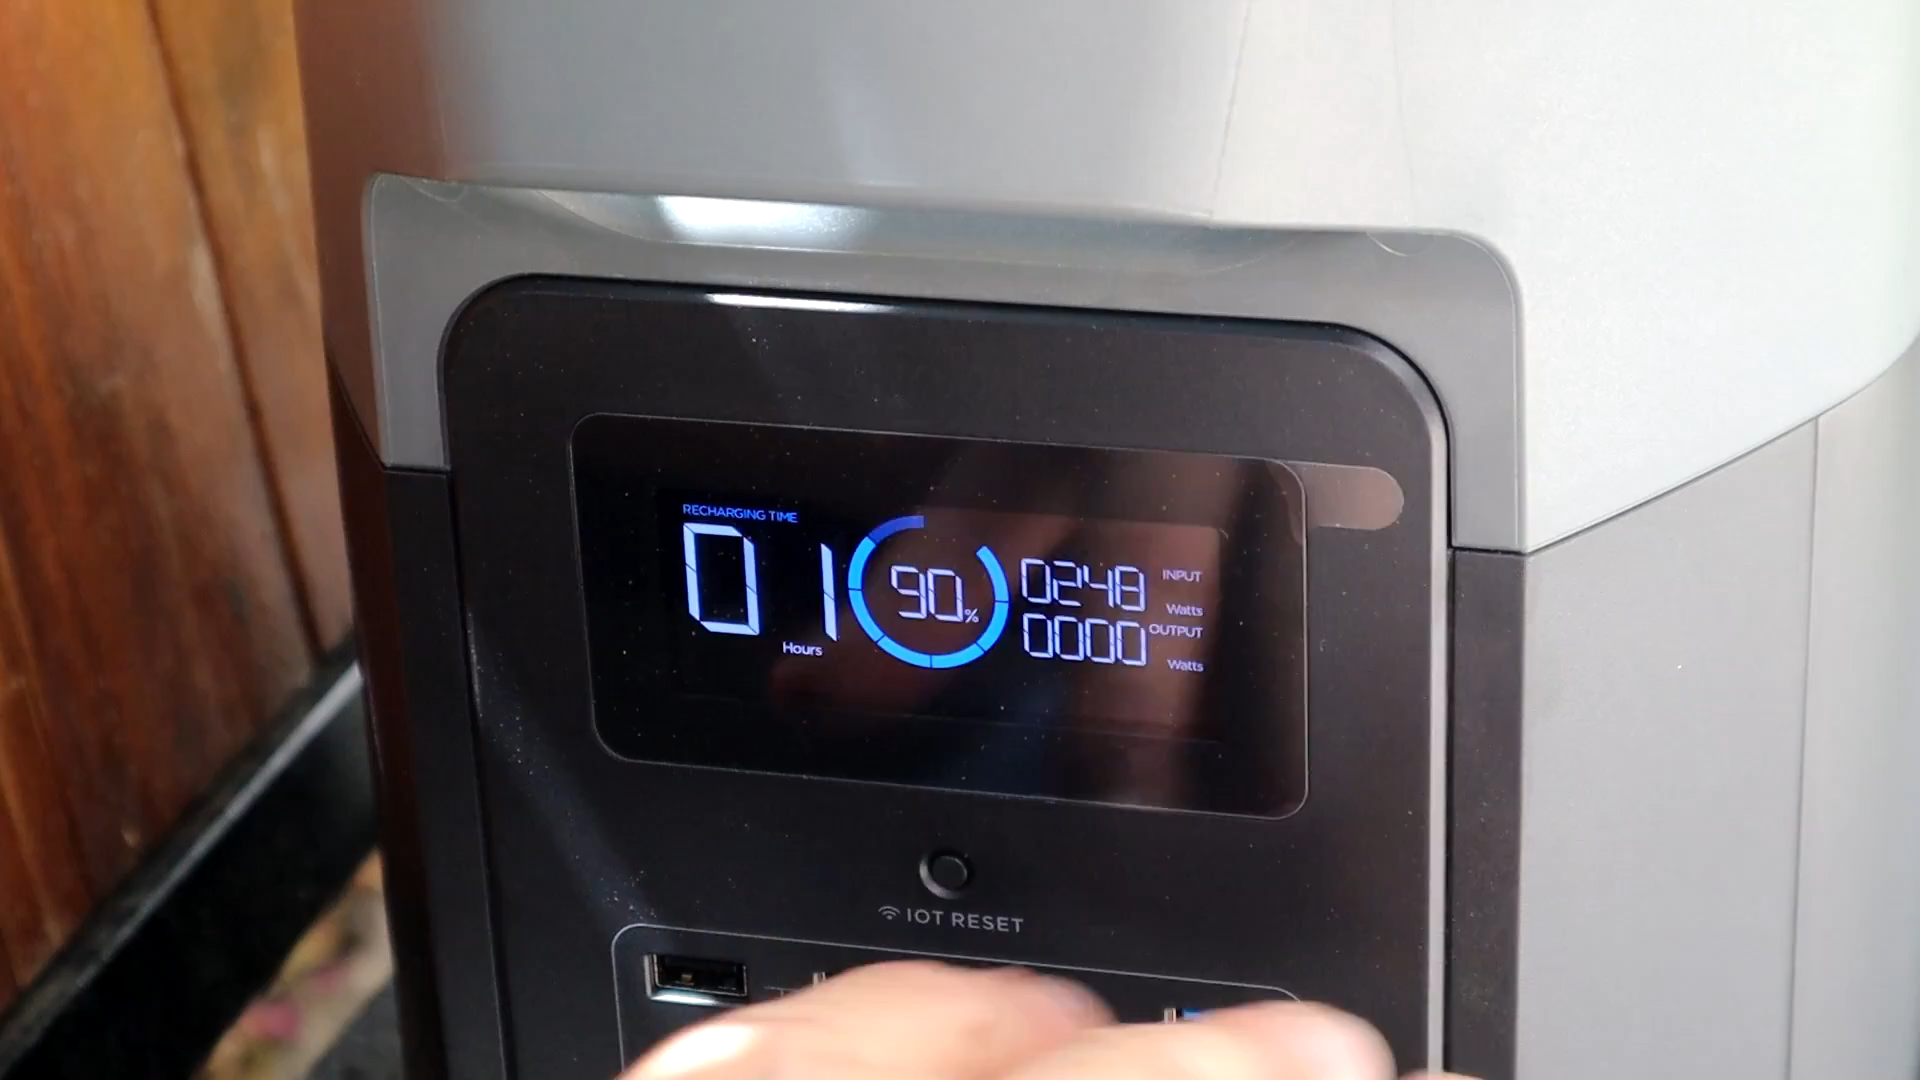 RECHARGING TIME
01
Hours
90%
0248 INPUT
Watts
0000 OUTPUT
Watts
IOT RESET